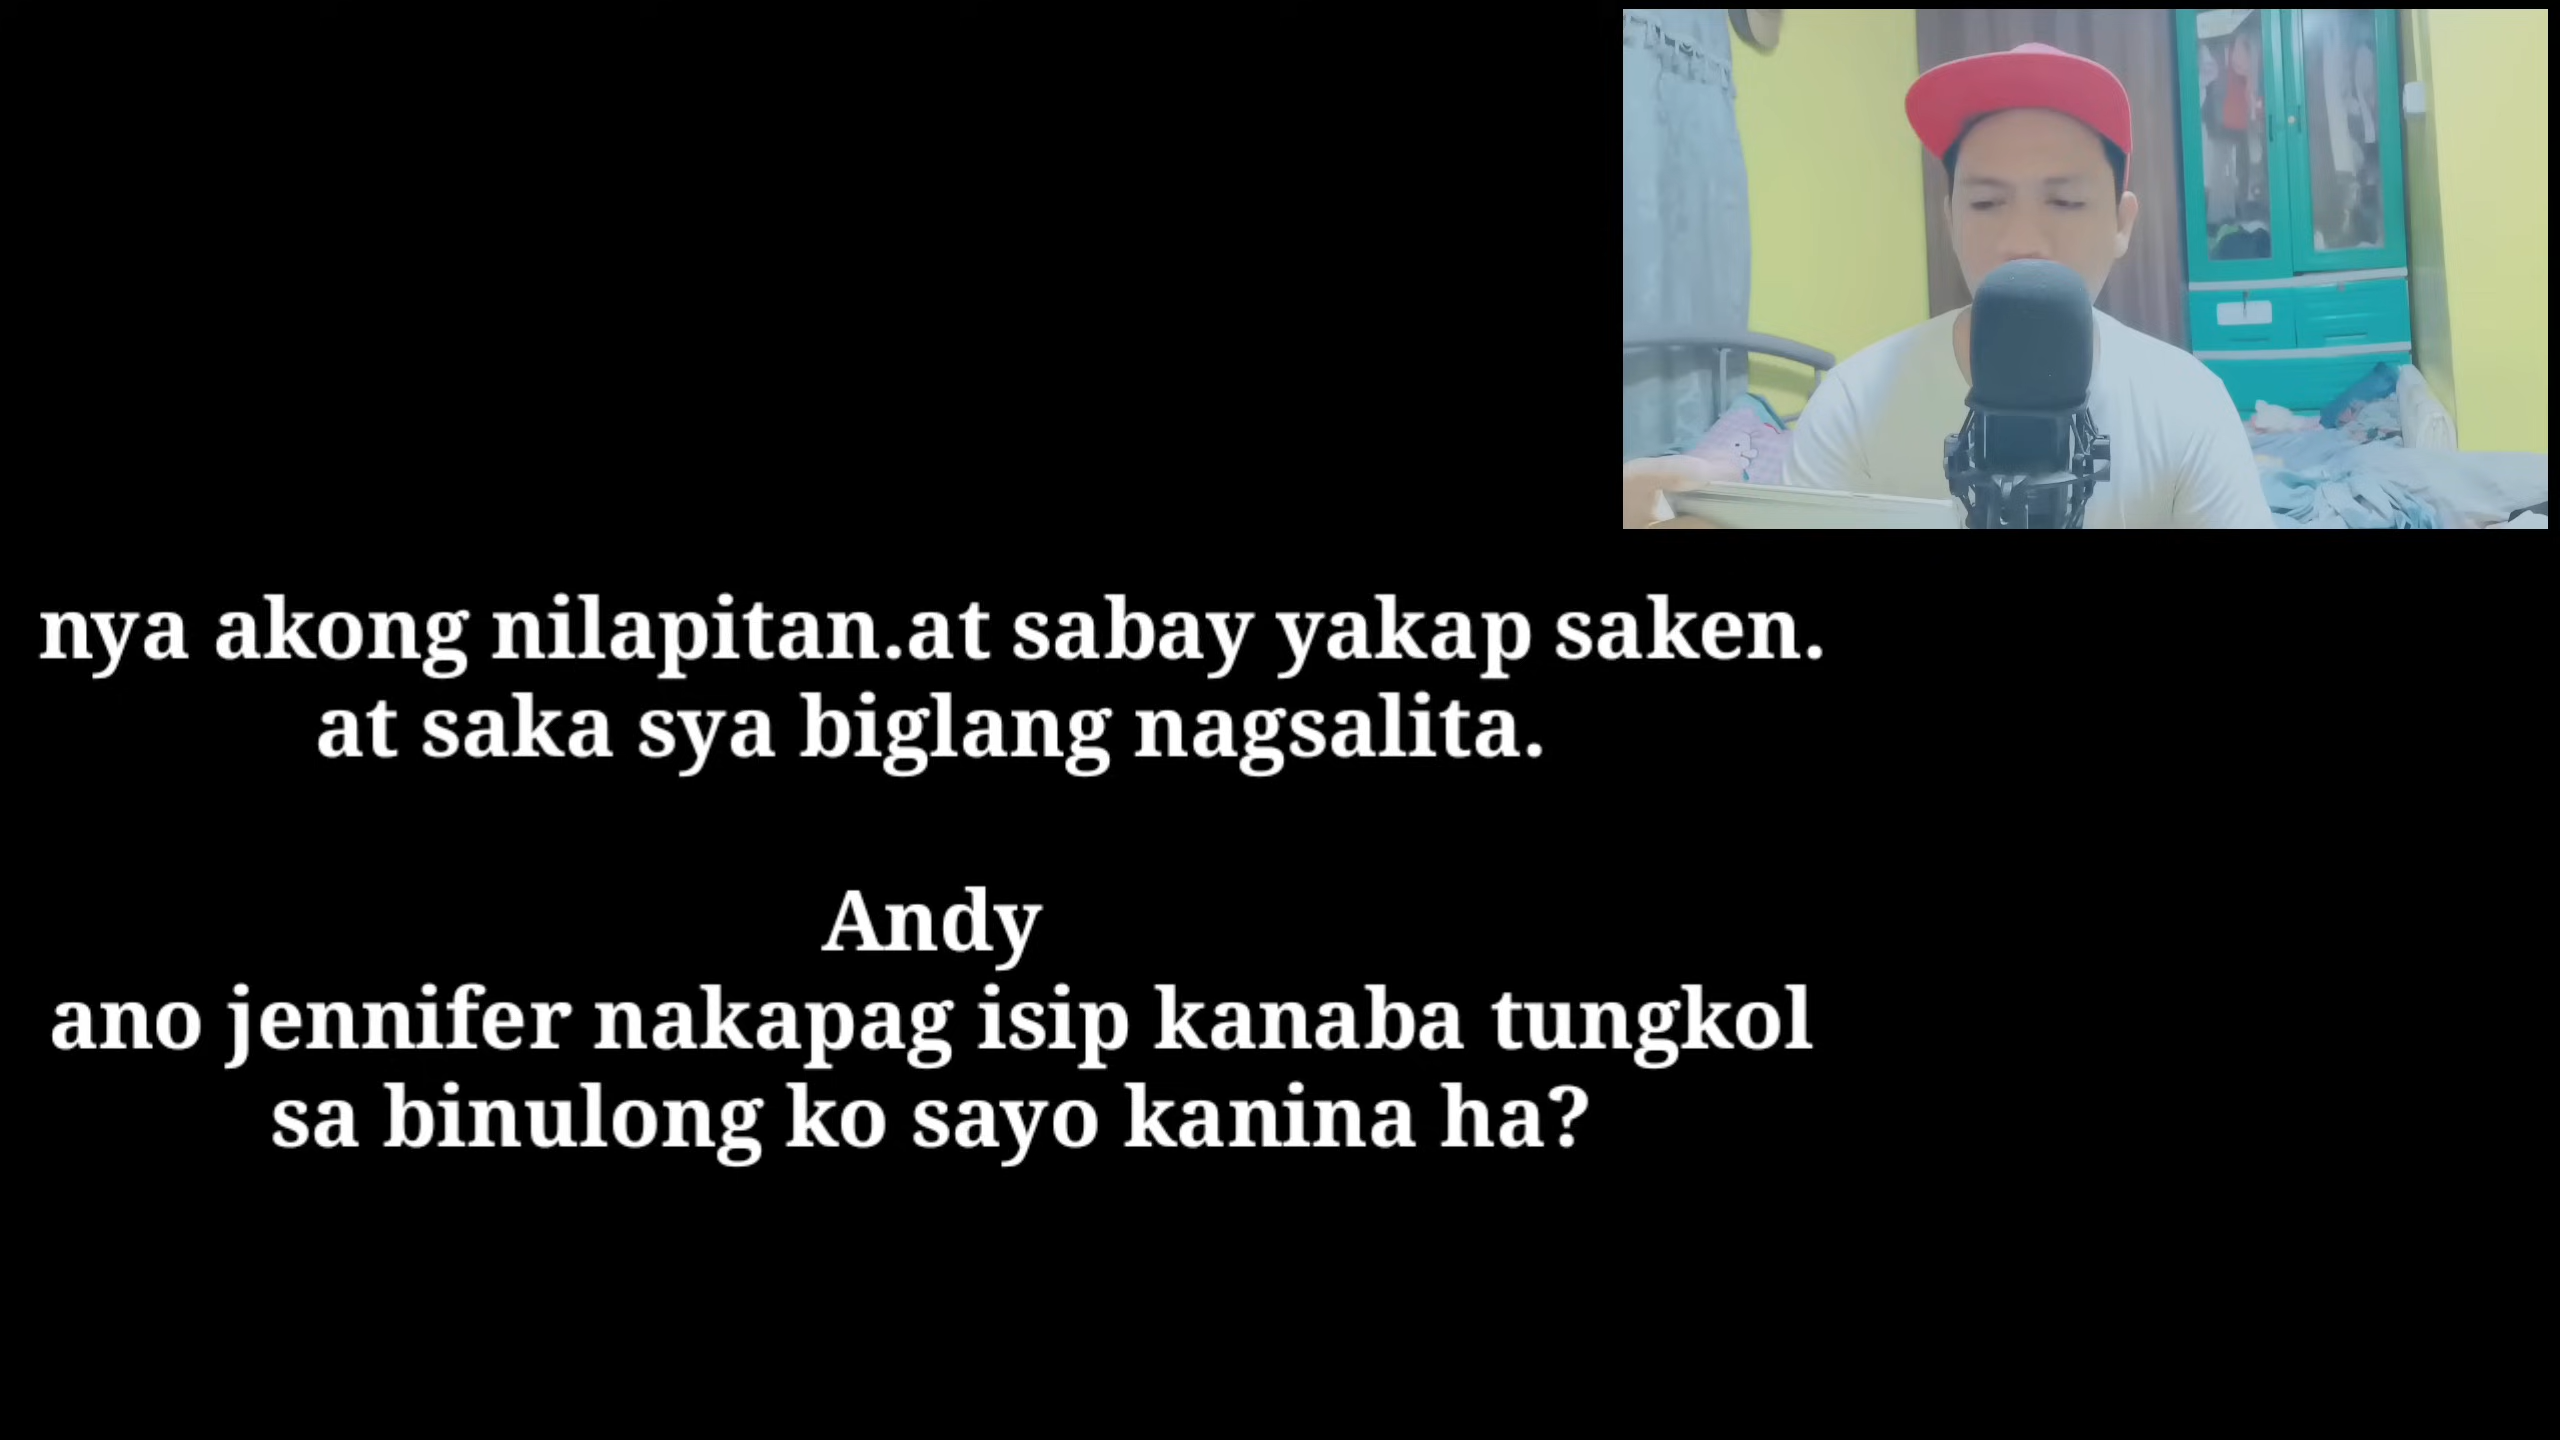 nya akong nilapitan.at sabay yakap saken.
at saka sya biglang nagsalita.
Andy
ano jennifer nakapag isip kanaba tungkol
sa binulong ko sayo kanina ha?